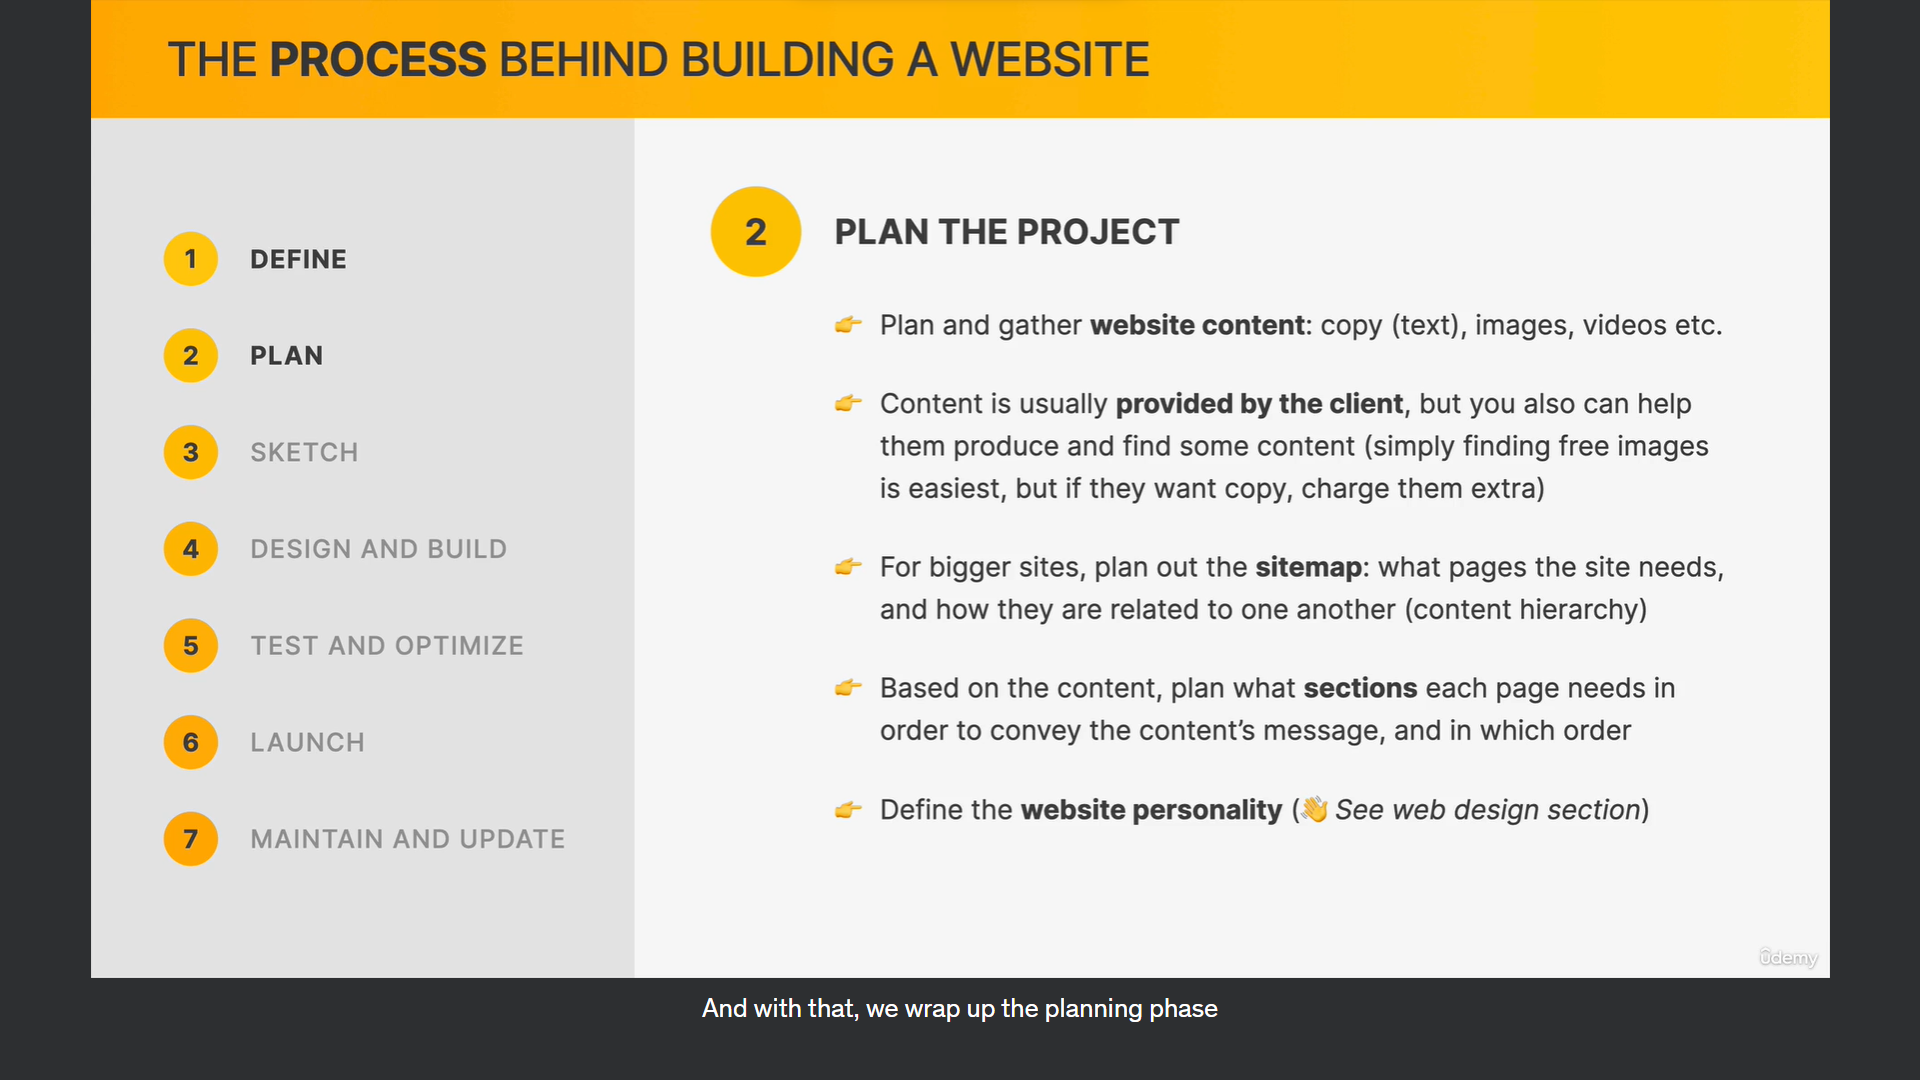 THE PROCESS BEHIND BUILDING A WEBSITE
1 DEFINE
2 PLAN
3 SKETCH
4 DESIGN AND BUILD
5 TEST AND OPTIMIZE
6 LAUNCH
7 MAINTAIN AND UPDATE
2 PLAN THE PROJECT
👉 Plan and gather website content: copy (text), images, videos etc.
👉 Content is usually provided by the client, but you also can help
them produce and find some content (simply finding free images
is easiest, but if they want copy, charge them extra)
👉 For bigger sites, plan out the sitemap: what pages the site needs,
and how they are related to one another (content hierarchy)
👉 Based on the content, plan what sections each page needs in
order to convey the content’s message, and in which order
👉 Define the website personality (👋 See web design section)
ûdemy
And with that, we wrap up the planning phase